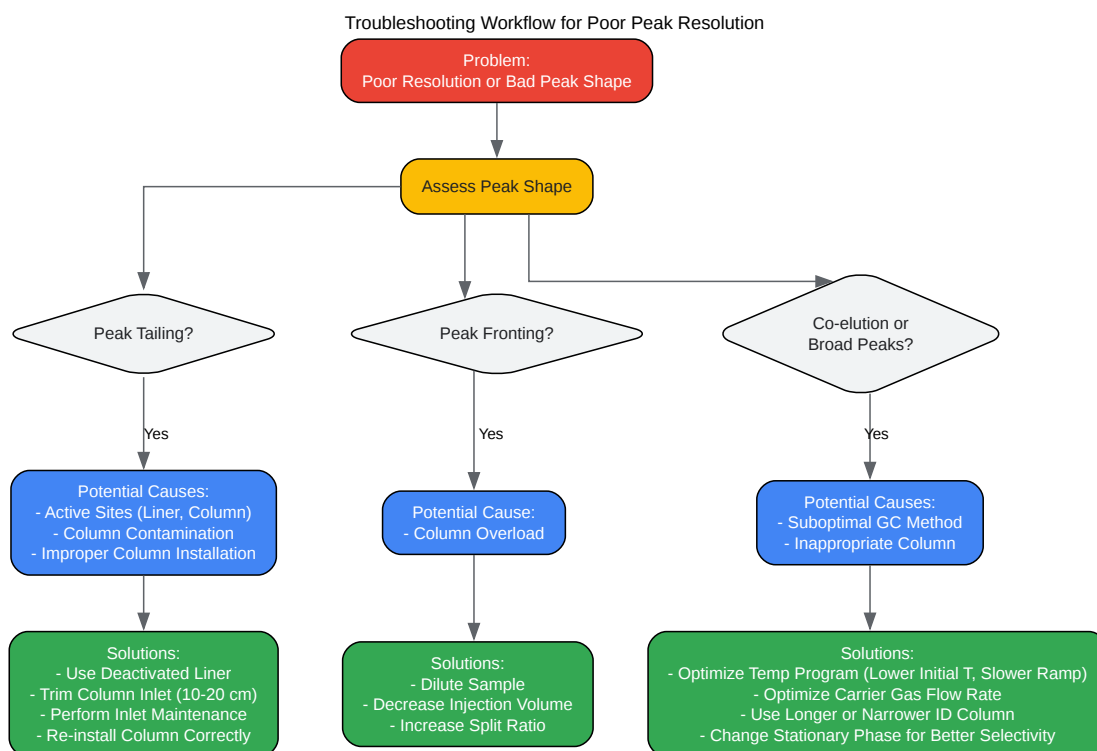 Troubleshooting Workflow for Poor Peak Resolution
Problem:
Poor Resolution or Bad Peak Shape
Assess Peak Shape
Peak Tailing?
Peak Fronting?
Co-elution or
Broad Peaks?
Yes
Yes
Yes
Potential Causes:
- Active Sites (Liner, Column)
- Column Contamination
- Improper Column Installation
Potential Cause:
- Column Overload
Potential Causes:
- Suboptimal GC Method
- Inappropriate Column
Solutions:
- Use Deactivated Liner
- Trim Column Inlet (10-20 cm)
- Perform Inlet Maintenance
- Re-install Column Correctly
Solutions:
- Dilute Sample
- Decrease Injection Volume
- Increase Split Ratio
Solutions:
- Optimize Temp Program (Lower Initial T, Slower Ramp)
- Optimize Carrier Gas Flow Rate
- Use Longer or Narrower ID Column
- Change Stationary Phase for Better Selectivity